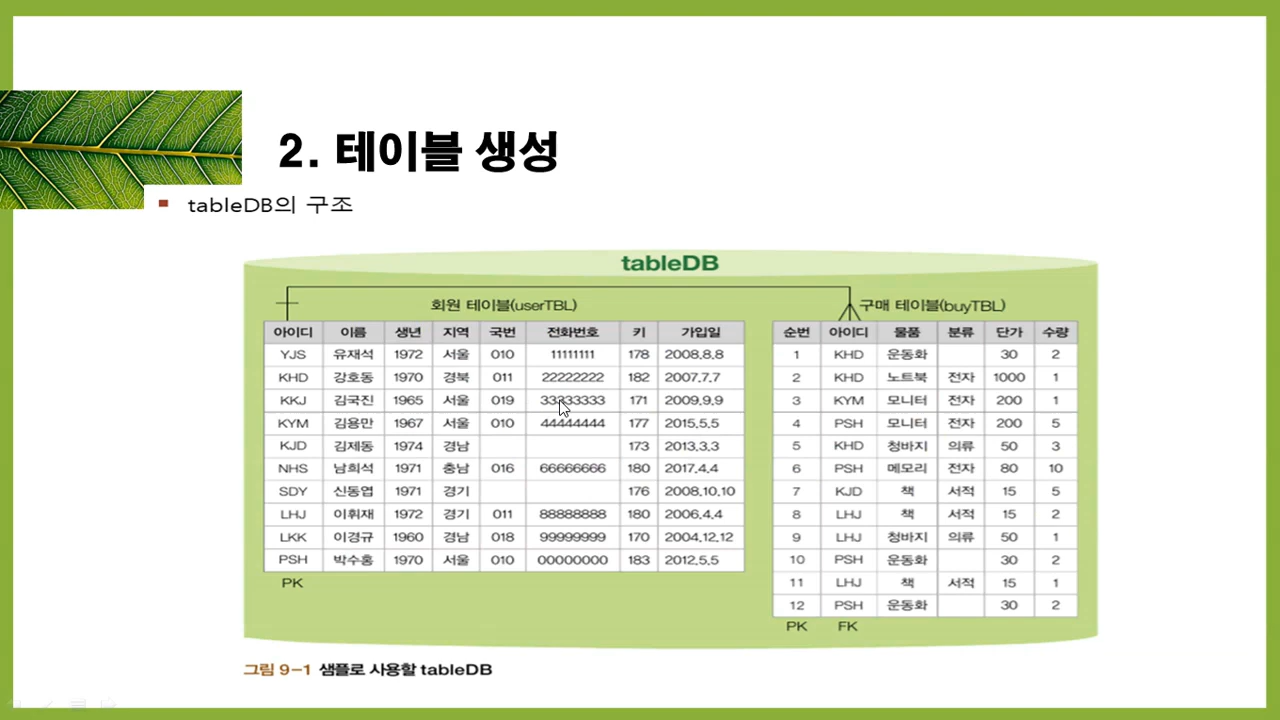 2. 테이블 생성
tableDB의 구조
tableDB
회원 테이블(userTBL)
아이디 이름 생년 지역 국번 전화번호 키 가입일
YJS 유재석 1972 서울 010 11111111 178 2008.8.8
KHD 강호동 1970 경북 011 22222222 182 2007.7.7
KKJ 김국진 1965 서울 019 33333333 171 2009.9.9
KYM 김용만 1967 서울 010 44444444 177 2015.5.5
KJD 김제동 1974 경남 173 2013.3.3
NHS 남희석 1971 충남 016 66666666 180 2017.4.4
SDY 신동엽 1971 경기 176 2008.10.10
LHJ 이휘재 1972 경기 011 88888888 180 2006.4.4
LKK 이경규 1960 경남 018 99999999 170 2004.12.12
PSH 박수홍 1970 서울 010 00000000 183 2012.5.5
PK
구매 테이블(buyTBL)
순번 아이디 물품 분류 단가 수량
1 KHD 운동화 30 2
2 KHD 노트북 전자 1000 1
3 KYM 모니터 전자 200 1
4 PSH 모니터 전자 200 5
5 KHD 청바지 의류 50 3
6 PSH 메모리 전자 80 10
7 KJD 책 서적 15 5
8 LHJ 책 서적 15 2
9 LHJ 청바지 의류 50 1
10 PSH 운동화 30 2
11 LHJ 책 서적 15 1
12 PSH 운동화 30 2
PK FK
그림 9-1 샘플로 사용할 tableDB